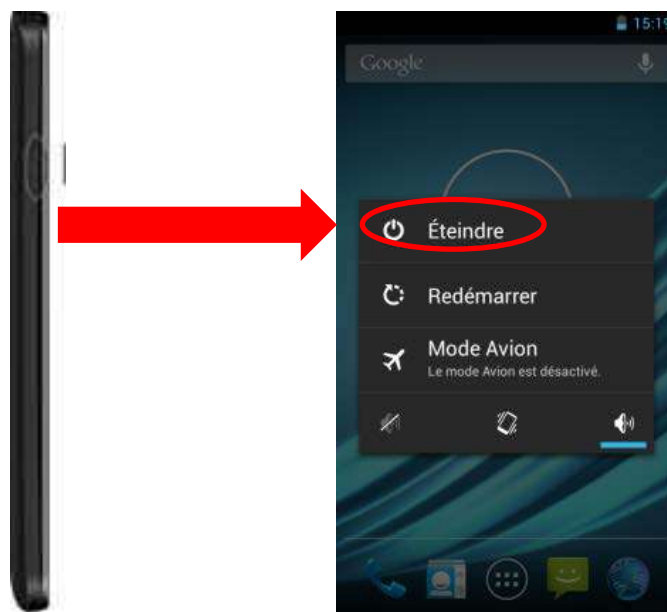 15:19
Google
Éteindre
Redémarrer
Mode Avion
Le mode Avion est désactivé.